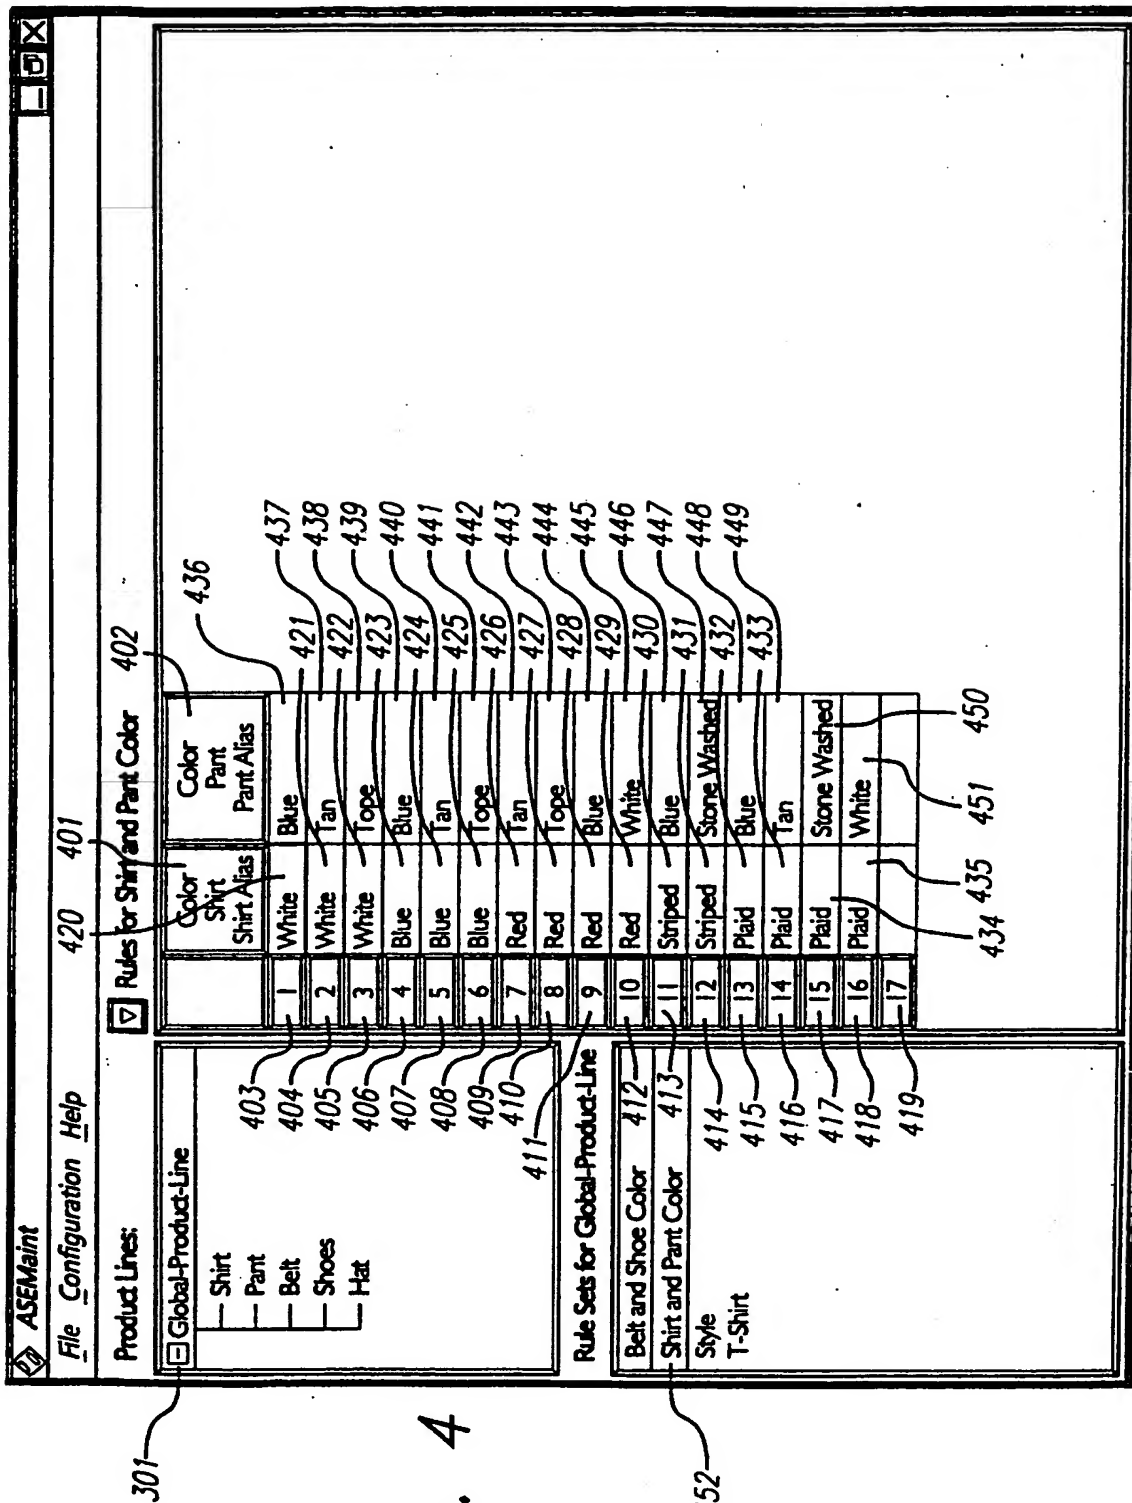 ASEMaint
File Configuration Help
Product Lines:
Global-Product-Line
Shirt
Pant
Belt
Shoes
Hat
Rule Sets for Global-Product-Line
Belt and Shoe Color
Shirt and Pant Color
Style
T-Shirt
Rules for Shirt and Pant Color
Color Shirt Shirt Alias Color Pant Pant Alias
1 White Blue
2 White Tan
3 White Tope
4 Blue Blue
5 Blue Tan
6 Blue Tope
7 Red Tan
8 Red Tope
9 Red Blue
10 Red White
11 Striped Blue
12 Striped Stone Washed
13 Plaid Blue
14 Plaid Tan
15 Plaid Stone Washed
16 Plaid White
17
301
52
4
420
401
402
403
404
405
406
407
408
409
410
411
412
413
414
415
416
417
418
419
436
421
437
422
438
423
439
424
440
425
441
426
442
427
443
428
444
429
445
430
446
431
447
432
448
433
449
434
435
451
450